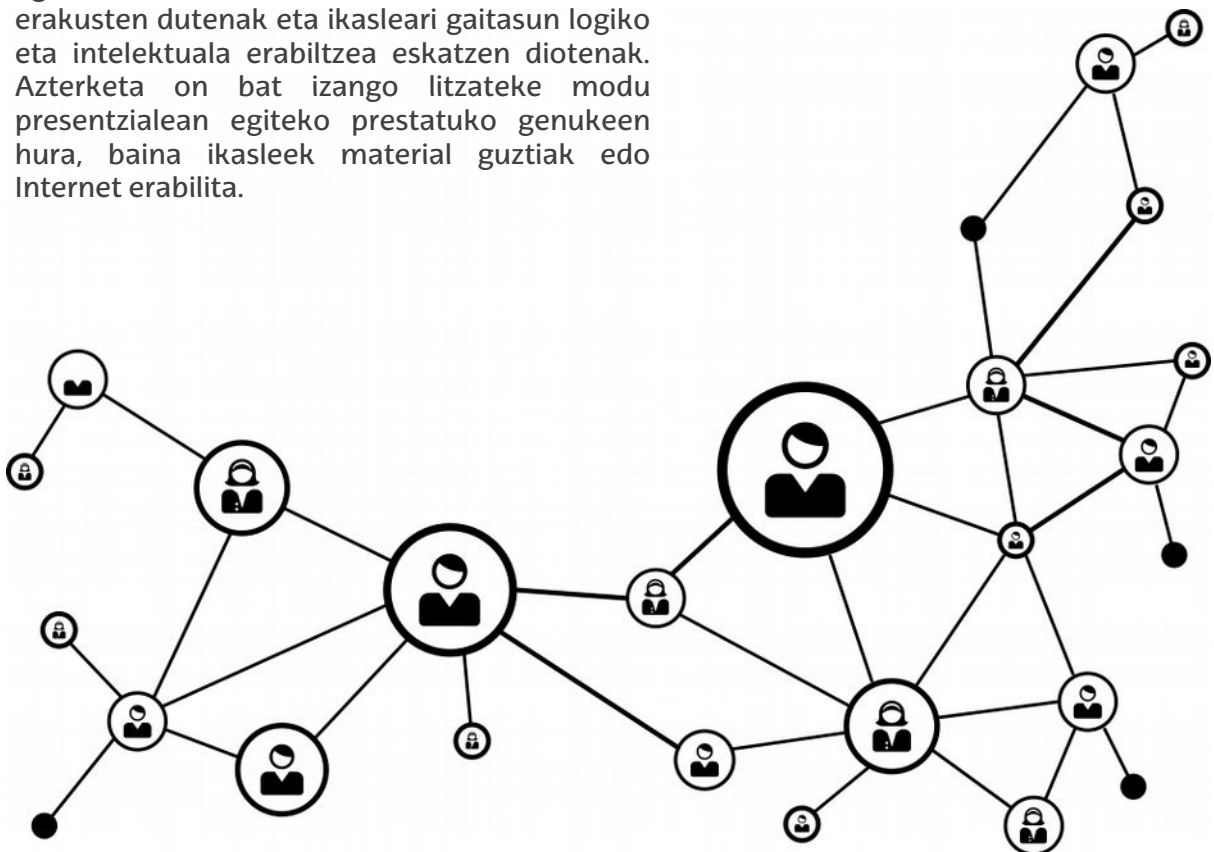 erakusten dutenak eta ikasleari gaitasun logiko
eta intelektuala erabiltzea eskatzen diotenak.
Azterketa on bat izango litzateke modu
presentzialean egiteko prestatuko genukeen
hura, baina ikasleek material guztiak edo
Internet erabilita.